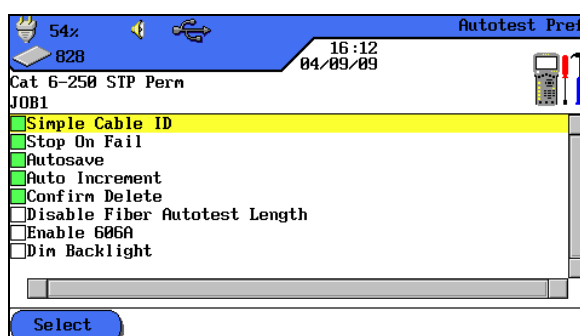 Autotest Pref
54%
828
16:12
04/09/09
Cat 6-250 STP Perm
JOB1
Simple Cable ID
Stop On Fail
Autosave
Auto Increment
Confirm Delete
Disable Fiber Autotest Length
Enable 606A
Dim Backlight
Select